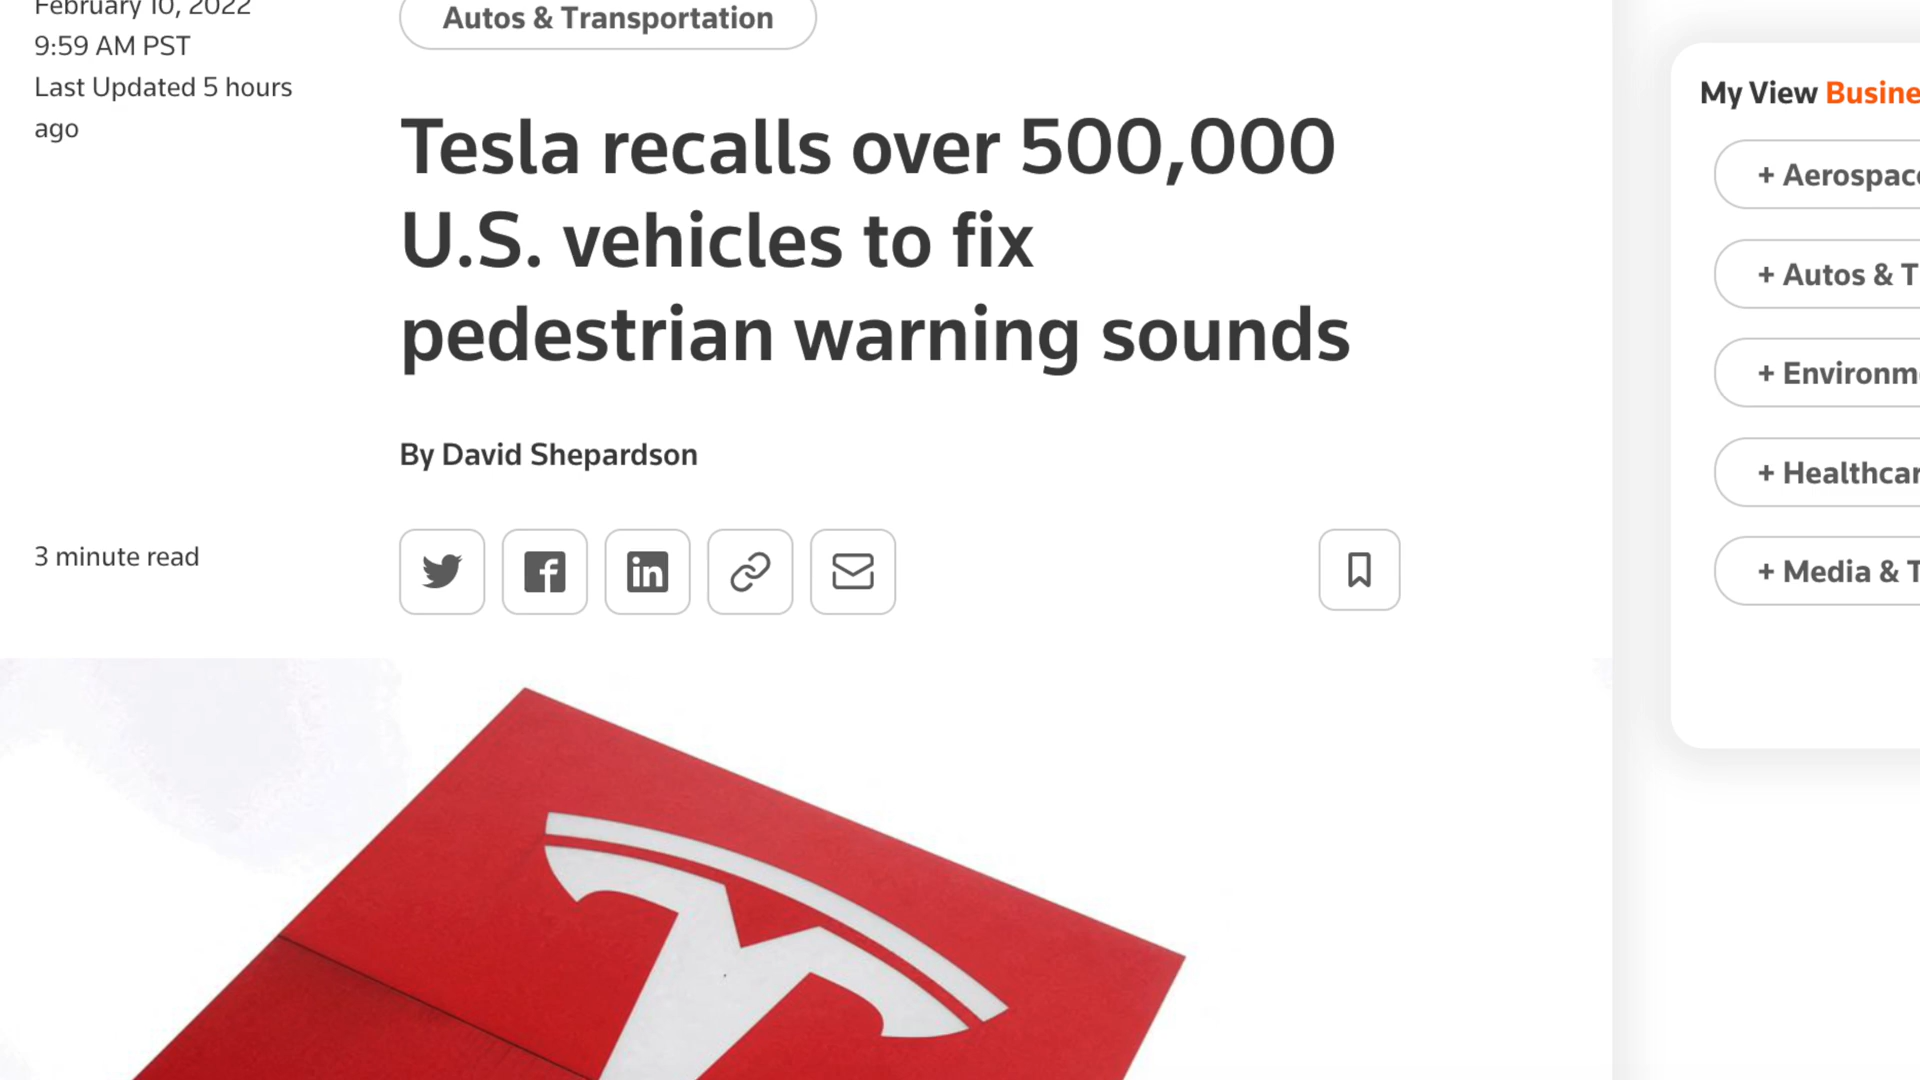 February 10, 2022
9:59 AM PST
Last Updated 5 hours
ago
Autos & Transportation
Tesla recalls over 500,000
U.S. vehicles to fix
pedestrian warning sounds
By David Shepardson
3 minute read
My View Busine
+ Aerospac
+ Autos & T
+ Environm
+ Healthcar
+ Media & T